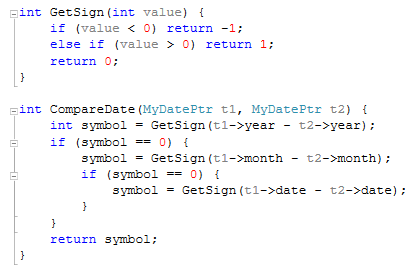 int GetSign(int value) {
    if (value < 0) return -1;
    else if (value > 0) return 1;
    return 0;
}
int CompareDate(MyDatePtr t1, MyDatePtr t2) {
    int symbol = GetSign(t1->year - t2->year);
    if (symbol == 0) {
        symbol = GetSign(t1->month - t2->month);
        if (symbol == 0) {
            symbol = GetSign(t1->date - t2->date);
        }
    }
    return symbol;
}